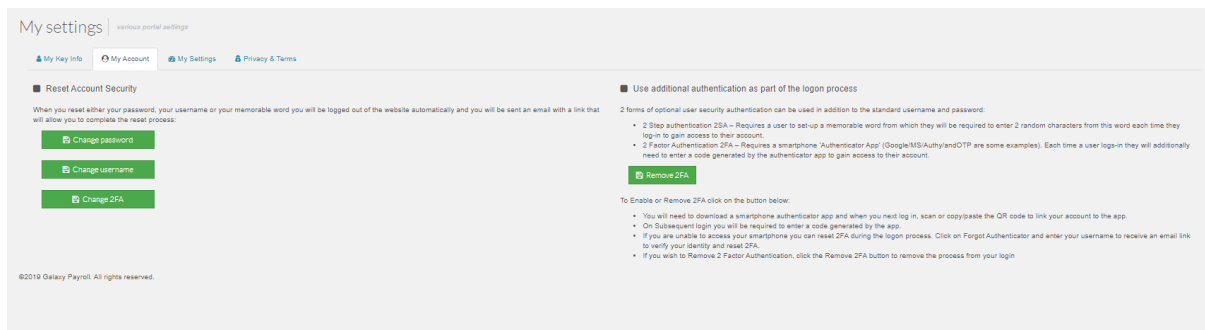 My settings various portal settings
My Key Info My Account My Settings Privacy & Terms
Reset Account Security
When you reset either your password, your username or your memorable word you will be logged out of the website automatically and you will be sent an email with a link that
will allow you to complete the reset process:
Change password
Change username
Change 2FA
Use additional authentication as part of the logon process
2 forms of optional user security authentication can be used in addition to the standard username and password:
• 2 Step authentication 2SA – Requires a user to set-up a memorable word from which they will be required to enter 2 random characters from this word each time they
log-in to gain access to their account.
• 2 Factor Authentication 2FA – Requires a smartphone 'Authenticator App' (Google/MS/Authy/andOTP are some examples). Each time a user logs-in they will additionally
need to enter a code generated by the authenticator app to gain access to their account.
Remove 2FA
To Enable or Remove 2FA click on the button below:
• You will need to download a smartphone authenticator app and when you next log in, scan or copy/paste the QR code to link your account to the app.
• On Subsequent login you will be required to enter a code generated by the app.
• If you are unable to access your smartphone you can reset 2FA during the logon process. Click on Forgot Authenticator and enter your username to receive an email link
to verify your identity and reset 2FA.
• If you wish to Remove 2 Factor Authentication, click the Remove 2FA button to remove the process from your login
©2019 Galaxy Payroll. All rights reserved.